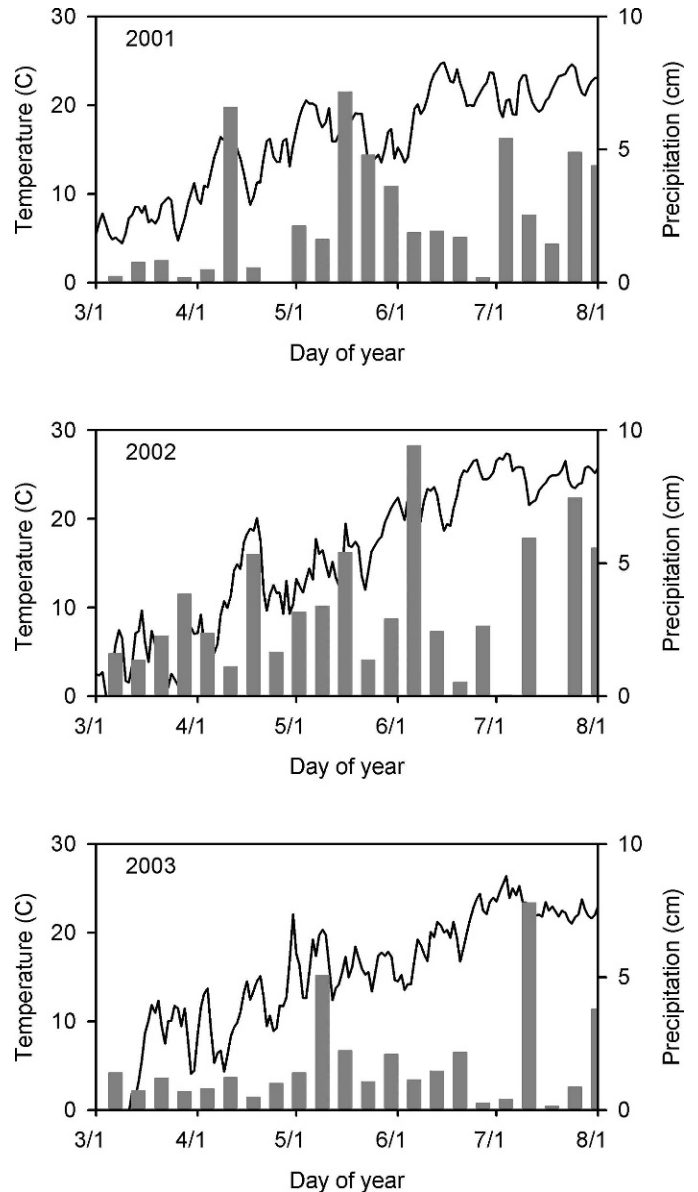 2001
Temperature (C)
30
20
10
0
10
5
0
Precipitation (cm)
3/1 4/1 5/1 6/1 7/1 8/1
Day of year
2002
Temperature (C)
30
20
10
0
10
5
0
Precipitation (cm)
3/1 4/1 5/1 6/1 7/1 8/1
Day of year
2003
Temperature (C)
30
20
10
0
10
5
0
Precipitation (cm)
3/1 4/1 5/1 6/1 7/1 8/1
Day of year